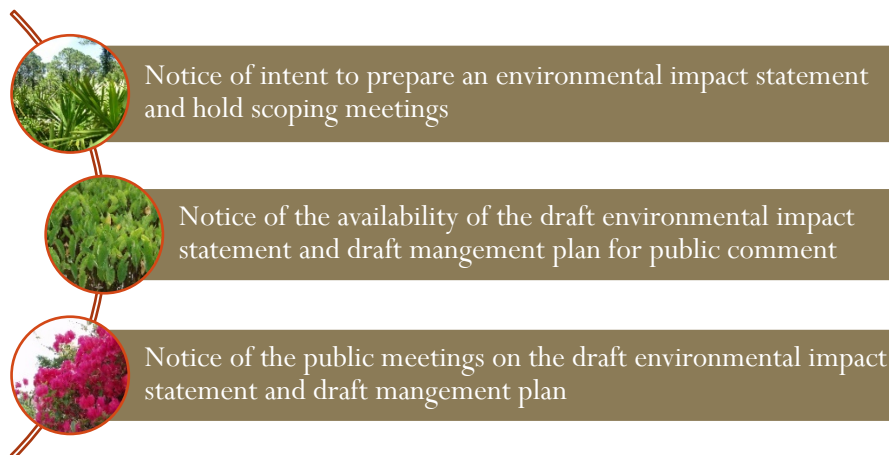 Notice of intent to prepare an environmental impact statement
and hold scoping meetings
Notice of the availability of the draft environmental impact
statement and draft mangement plan for public comment
Notice of the public meetings on the draft environmental impact
statement and draft mangement plan